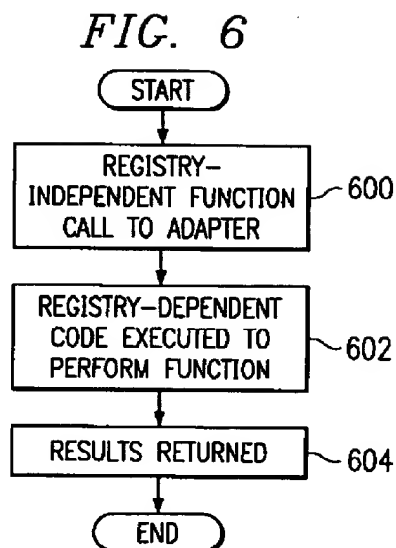 FIG. 6
START
REGISTRY-
INDEPENDENT FUNCTION
CALL TO ADAPTER
600
REGISTRY-DEPENDENT
CODE EXECUTED TO
PERFORM FUNCTION
602
RESULTS RETURNED
604
END